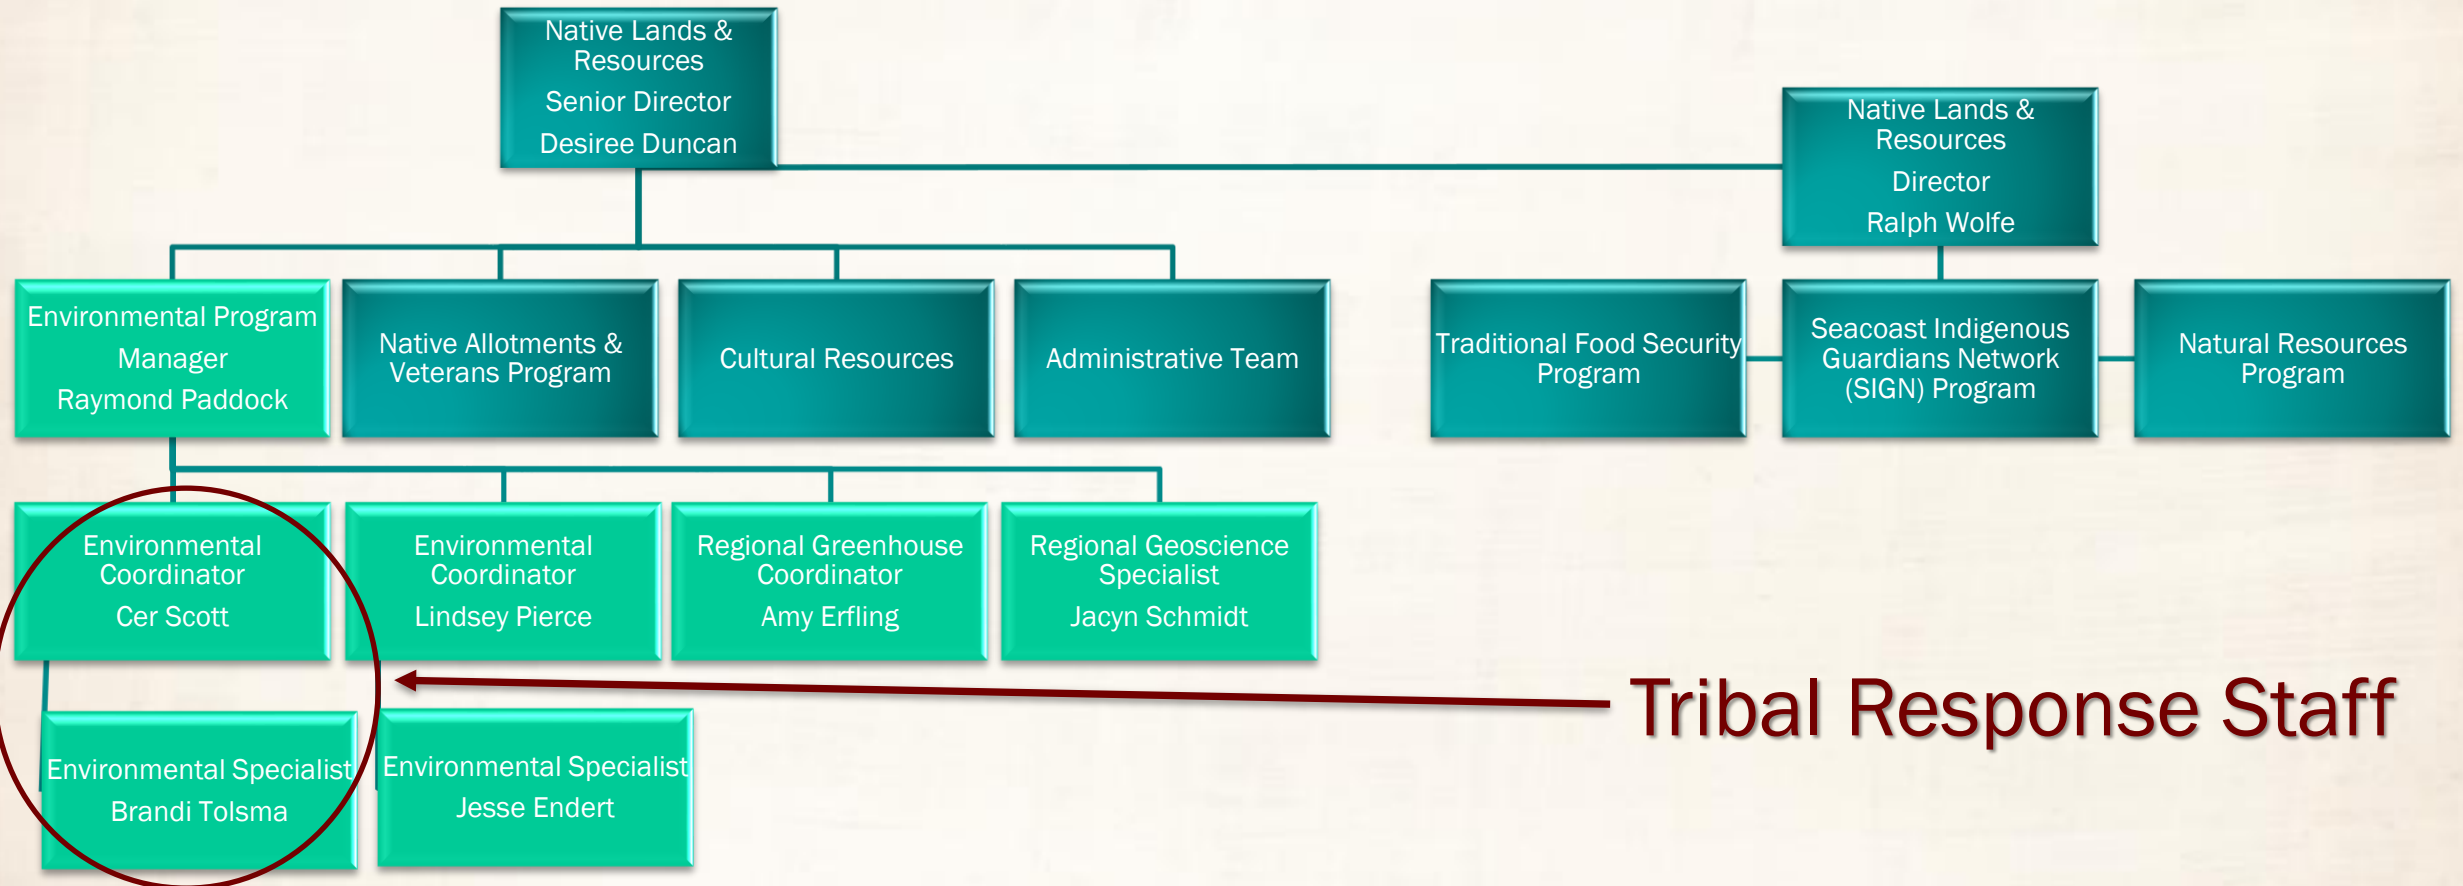 Native Lands &
Resources
Senior Director
Desiree Duncan
Native Lands &
Resources
Director
Ralph Wolfe
Environmental Program
Manager
Raymond Paddock
Native Allotments &
Veterans Program
Cultural Resources
Administrative Team
Traditional Food Security
Program
Seacoast Indigenous
Guardians Network
(SIGN) Program
Natural Resources
Program
Environmental
Coordinator
Cer Scott
Environmental
Coordinator
Lindsey Pierce
Regional Greenhouse
Coordinator
Amy Erfling
Regional Geoscience
Specialist
Jacyn Schmidt
Tribal Response Staff
Environmental Specialist
Brandi Tolsma
Environmental Specialist
Jesse Endert